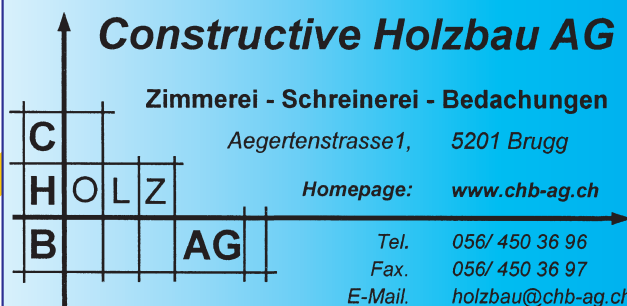 Constructive Holzbau AG
Zimmerei - Schreinerei - Bedachungen
Aegertenstrasse1, 5201 Brugg
Homepage: www.chb-ag.ch
Tel. 056/ 450 36 96
Fax. 056/ 450 36 97
E-Mail. holzbau@chb-ag.ch
C
HOLZ
B AG